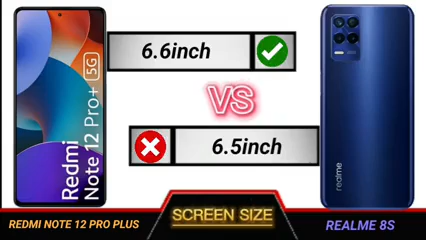 6.6inch
VS
6.5inch
Redmi
Note 12 Pro+ 5G
realme
SCREEN SIZE
REDMI NOTE 12 PRO PLUS
REALME 8S